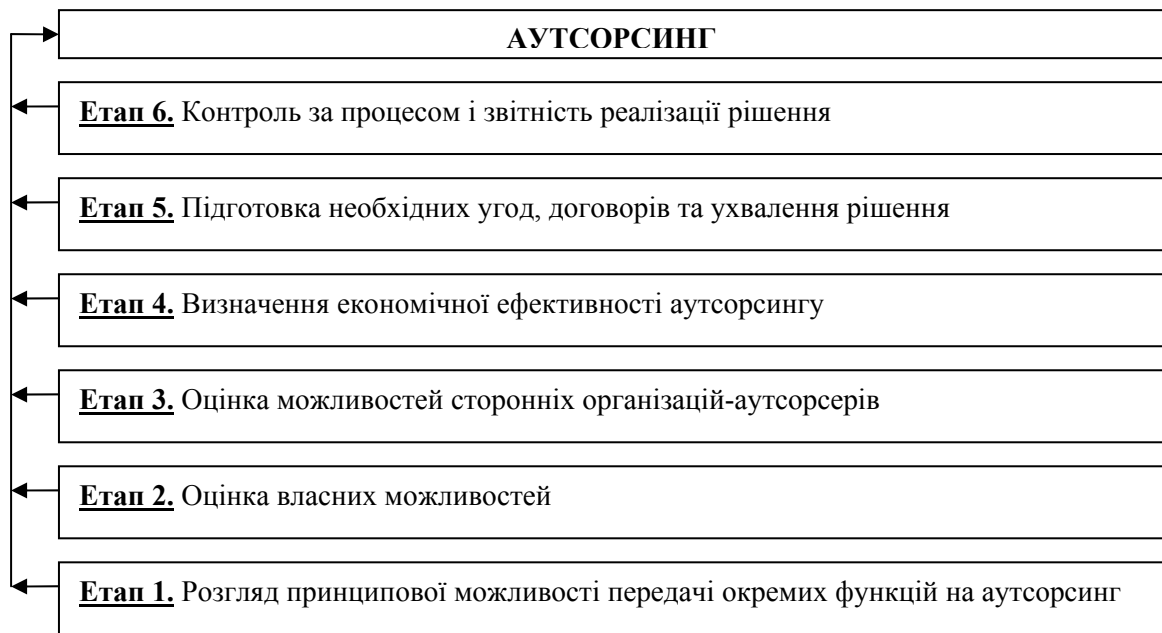 АУТСОРСИНГ
Етап 6. Контроль за процесом і звітність реалізації рішення
Етап 5. Підготовка необхідних угод, договорів та ухвалення рішення
Етап 4. Визначення економічної ефективності аутсорсингу
Етап 3. Оцінка можливостей сторонніх організацій-аутсорсерів
Етап 2. Оцінка власних можливостей
Етап 1. Розгляд принципової можливості передачі окремих функцій на аутсорсинг